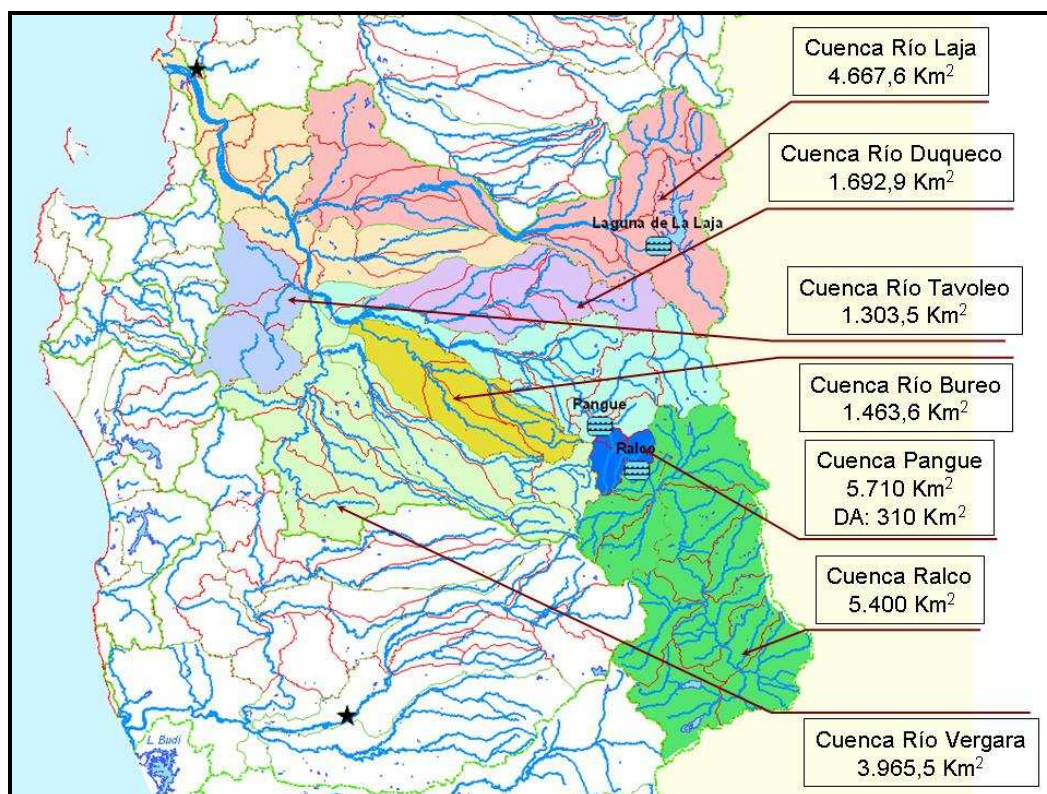 Cuenca Río Laja
4.667,6 Km²
Cuenca Río Duqueco
1.692,9 Km²
Laguna de La Laja
Cuenca Río Tavoleo
1.303,5 Km²
Cuenca Río Bureo
1.463,6 Km²
Pangue
Ralco
Cuenca Pangue
5.710 Km²
DA: 310 Km²
Cuenca Ralco
5.400 Km²
Cuenca Río Vergara
3.965,5 Km²
L. Budi